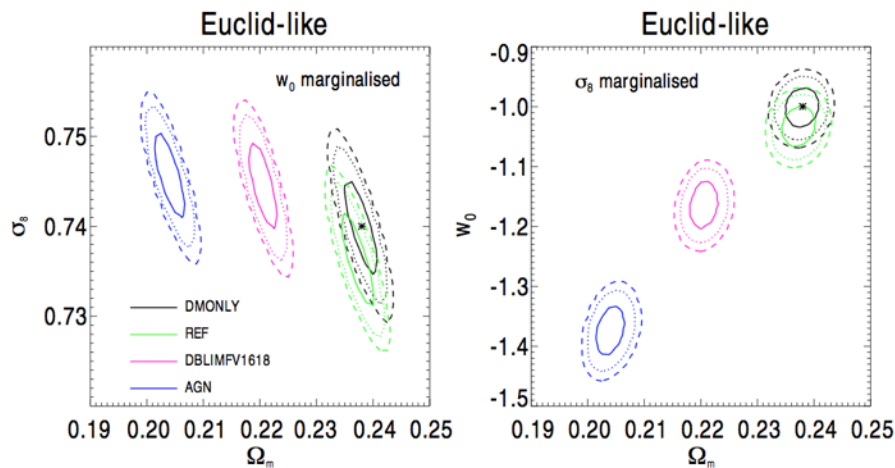 Euclid-like
w₀ marginalised
σ₈
0.75
0.74
0.73
DMONLY
REF
DBLIMFV1618
AGN
0.19 0.20 0.21 0.22 0.23 0.24 0.25
Ωₘ
Euclid-like
σ₈ marginalised
w₀
-0.9
-1.0
-1.1
-1.2
-1.3
-1.4
-1.5
0.19 0.20 0.21 0.22 0.23 0.24 0.25
Ωₘ